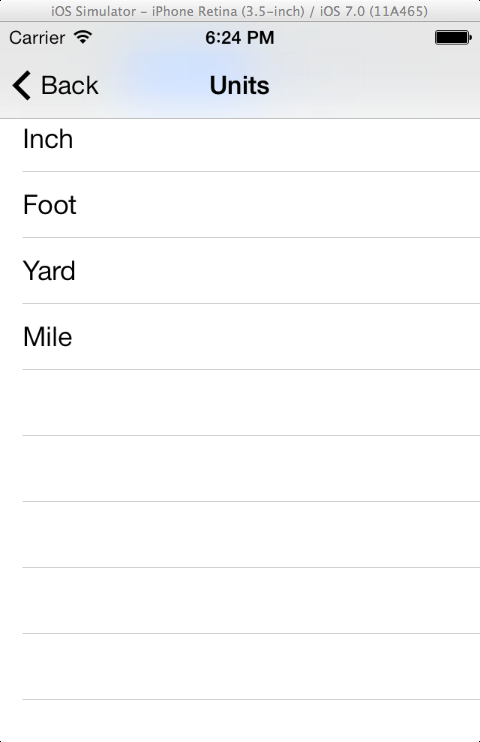 iOS Simulator – iPhone Retina (3.5-inch) / iOS 7.0 (11A465)
Carrier 6:24 PM
Back Units
Inch
Foot
Yard
Mile